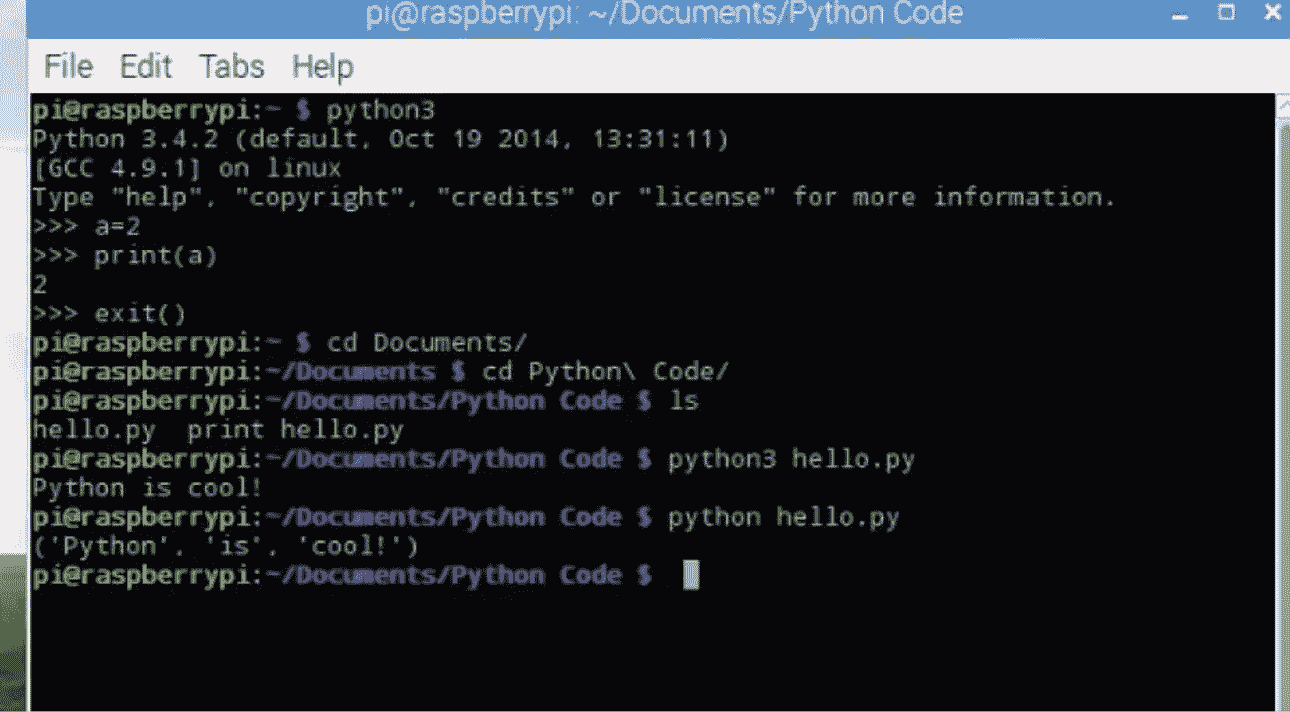 pi@raspberrypi: ~/Documents/Python Code
File Edit Tabs Help
pi@raspberrypi:~ $ python3
Python 3.4.2 (default, Oct 19 2014, 13:31:11)
[GCC 4.9.1] on linux
Type "help", "copyright", "credits" or "license" for more information.
>>> a=2
>>> print(a)
2
>>> exit()
pi@raspberrypi:~ $ cd Documents/
pi@raspberrypi:~/Documents $ cd Python\ Code/
pi@raspberrypi:~/Documents/Python Code $ ls
hello.py  print hello.py
pi@raspberrypi:~/Documents/Python Code $ python3 hello.py
Python is cool!
pi@raspberrypi:~/Documents/Python Code $ python hello.py
('Python', 'is', 'cool!')
pi@raspberrypi:~/Documents/Python Code $